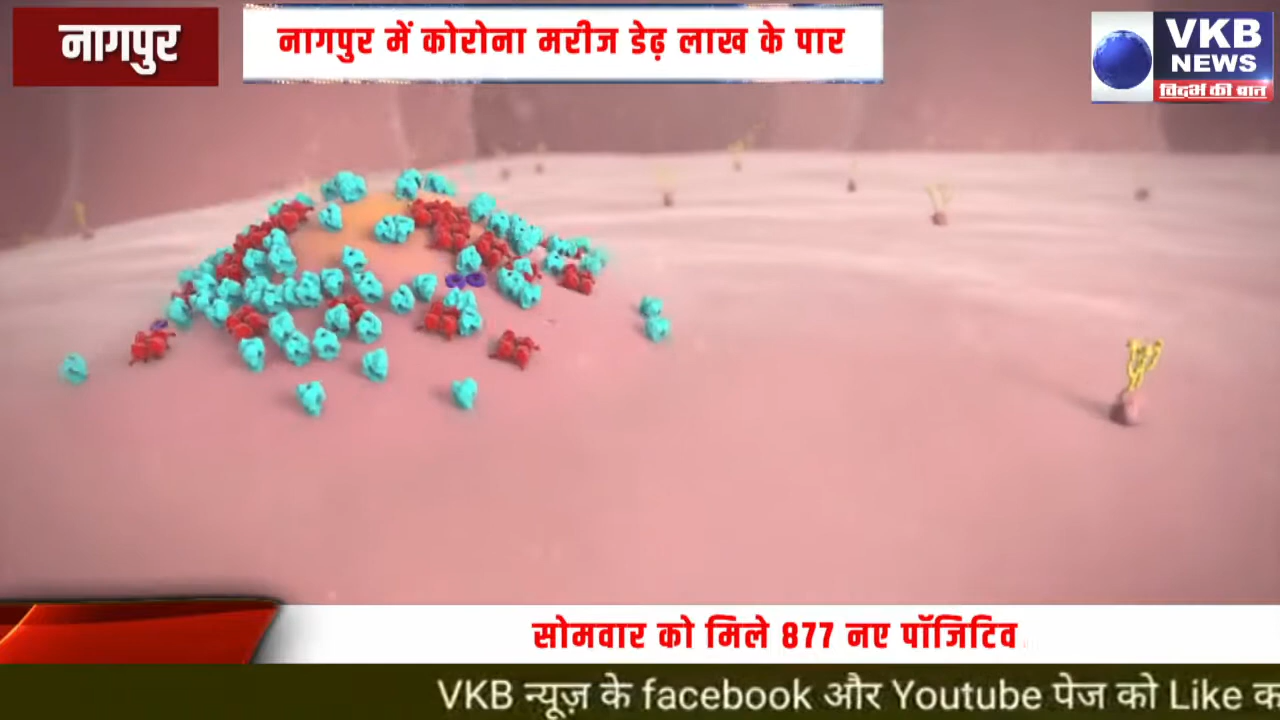 नागपुर
नागपुर में कोरोना मरीज डेढ़ लाख के पार
VKB
NEWS
विदर्भ की बात
सोमवार को मिले 877 नए पॉजिटिव
VKB न्यूज़ के facebook और Youtube पेज को Like क